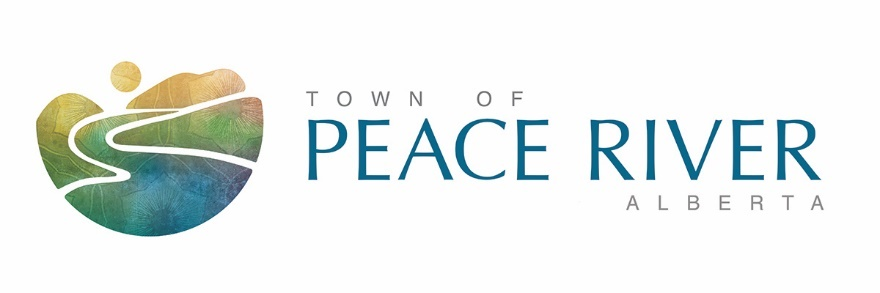 TOWN OF
PEACE RIVER
ALBERTA